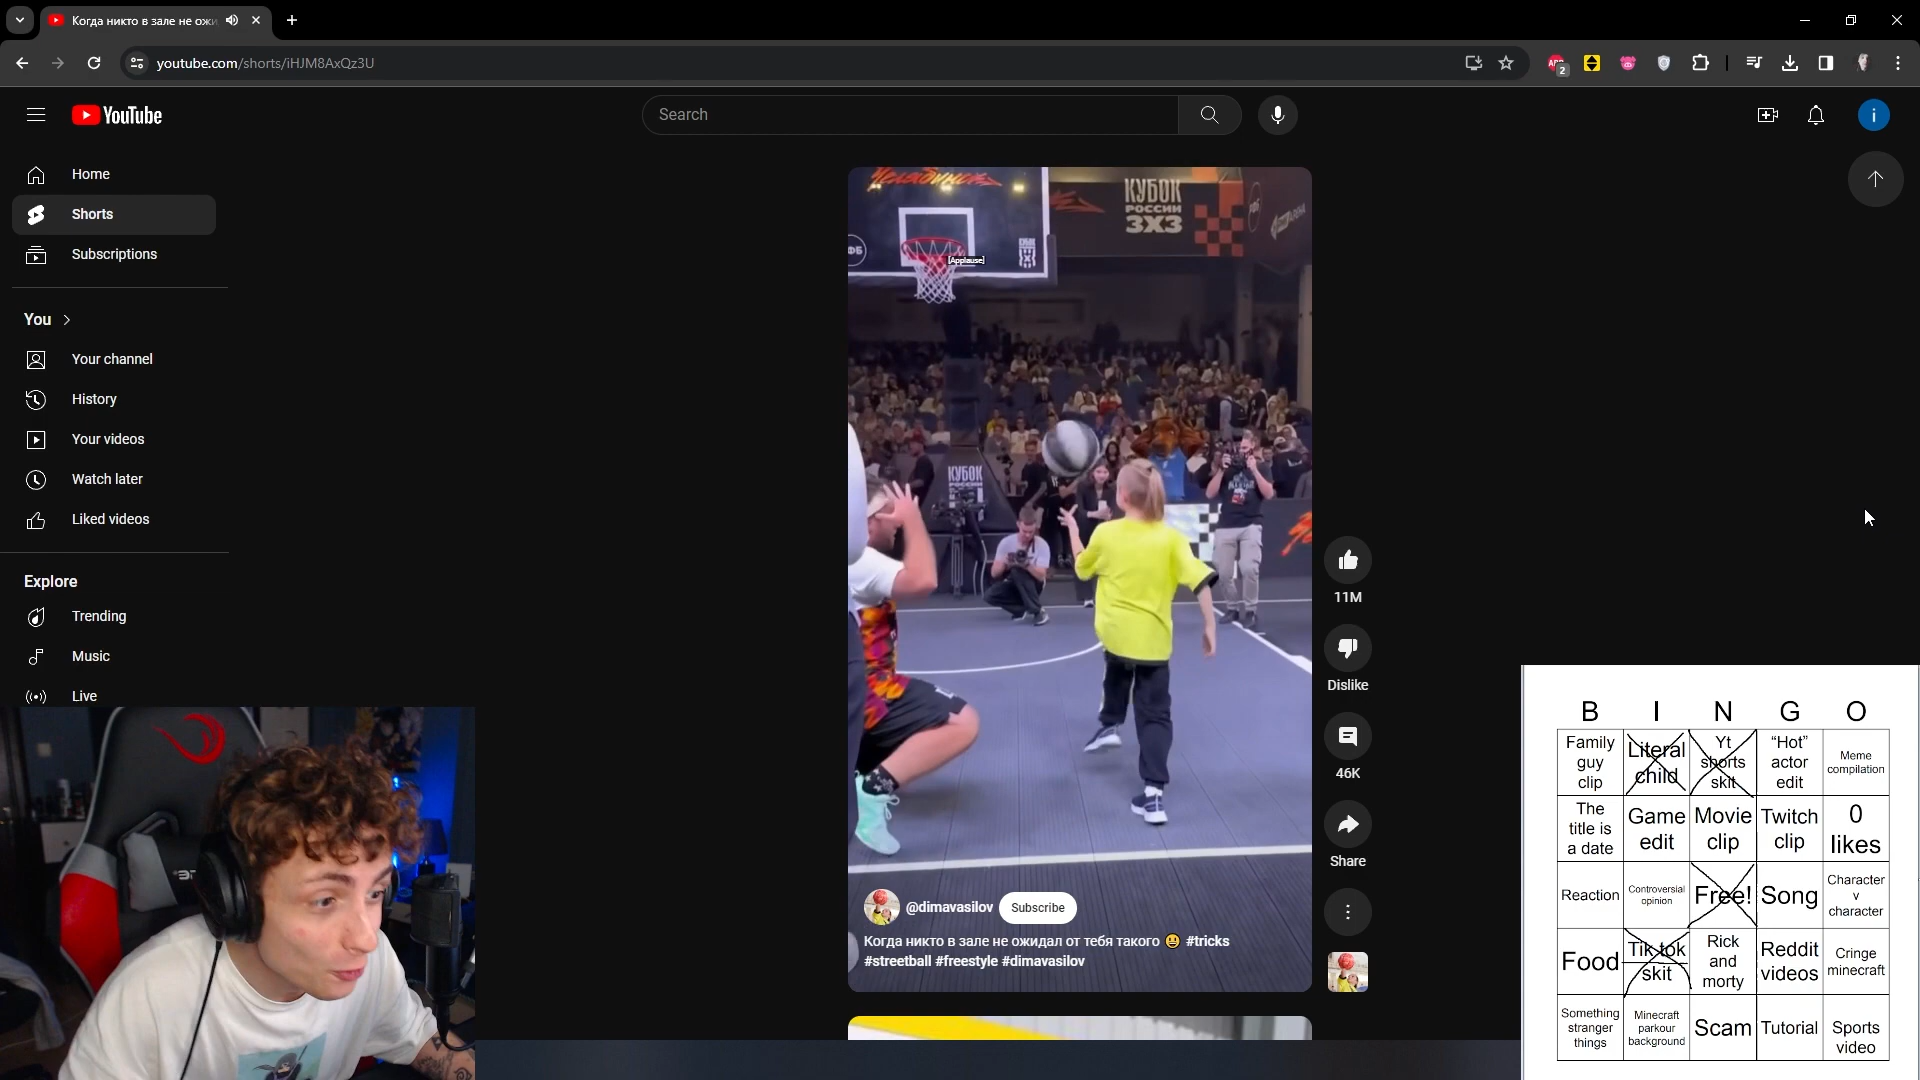 Когда никто в зале не ожи
youtube.com/shorts/iHJM8AxQz3U
2
YouTube
Search
i
Home
Shorts
Subscriptions
You
Your channel
History
Your videos
Watch later
Liked videos
Explore
Trending
Music
Live
Челябинск
КУБОК
РОССИИ
3X3
[Applause]
КУБОК
РОССИИ
11M
Dislike
46K
Share
@dimavasilov
Subscribe
Когда никто в зале не ожидал от тебя такого 😀 #tricks
#streetball #freestyle #dimavasilov
B I N G O
Family guy clip
Literal child
Yt shorts skit
“Hot” actor edit
Meme compilation
The title is a date
Game edit
Movie clip
Twitch clip
0 likes
Reaction
Controversial opinion
Free!
Song
Character v character
Food
Tik tok skit
Rick and morty
Reddit videos
Cringe minecraft
Something stranger things
Minecraft parkour background
Scam
Tutorial
Sports video